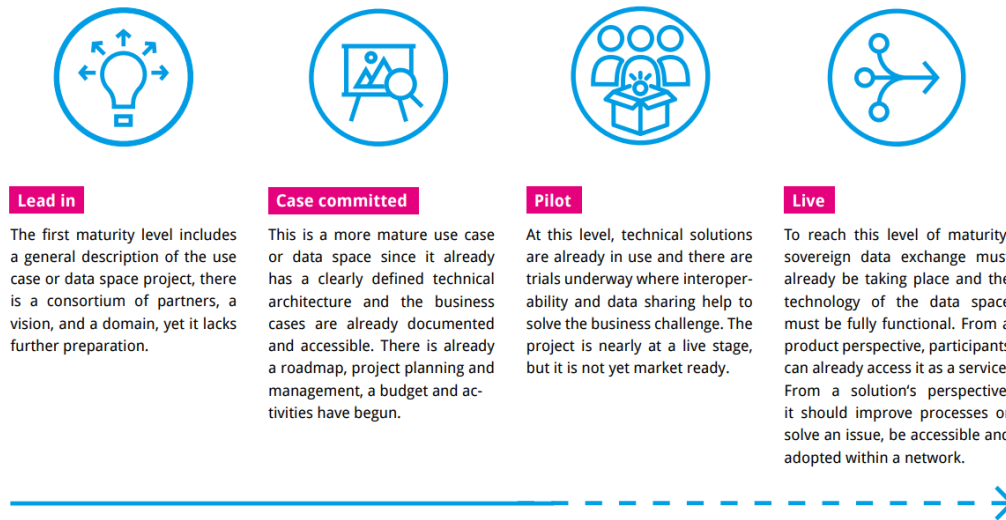 Lead in
The first maturity level includes
a general description of the use
case or data space project, there
is a consortium of partners, a
vision, and a domain, yet it lacks
further preparation.
Case committed
This is a more mature use case
or data space since it already
has a clearly defined technical
architecture and the business
cases are already documented
and accessible. There is already
a roadmap, project planning and
management, a budget and ac-
tivities have begun.
Pilot
At this level, technical solutions
are already in use and there are
trials underway where interoper-
ability and data sharing help to
solve the business challenge. The
project is nearly at a live stage,
but it is not yet market ready.
Live
To reach this level of maturity
sovereign data exchange mus
already be taking place and the
technology of the data space
must be fully functional. From a
product perspective, participants
can already access it as a service
From a solution‘s perspective
it should improve processes or
solve an issue, be accessible and
adopted within a network.